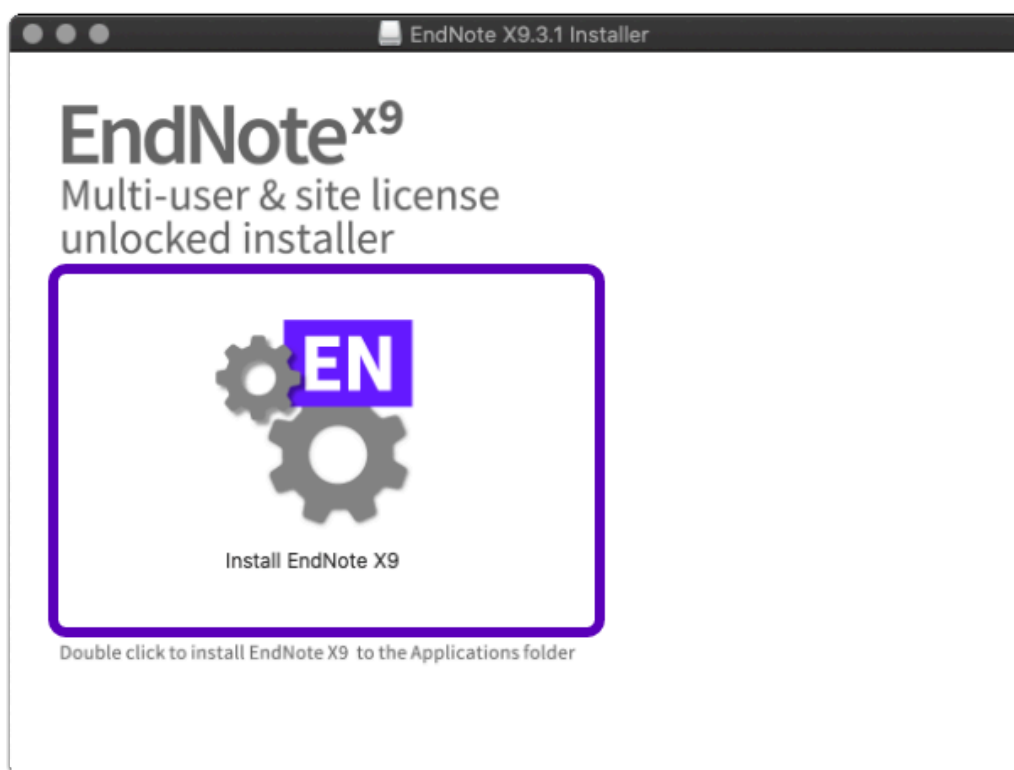 EndNote X9.3.1 Installer
EndNote x9
Multi-user & site license
unlocked installer
EN
Install EndNote X9
Double click to install EndNote X9 to the Applications folder